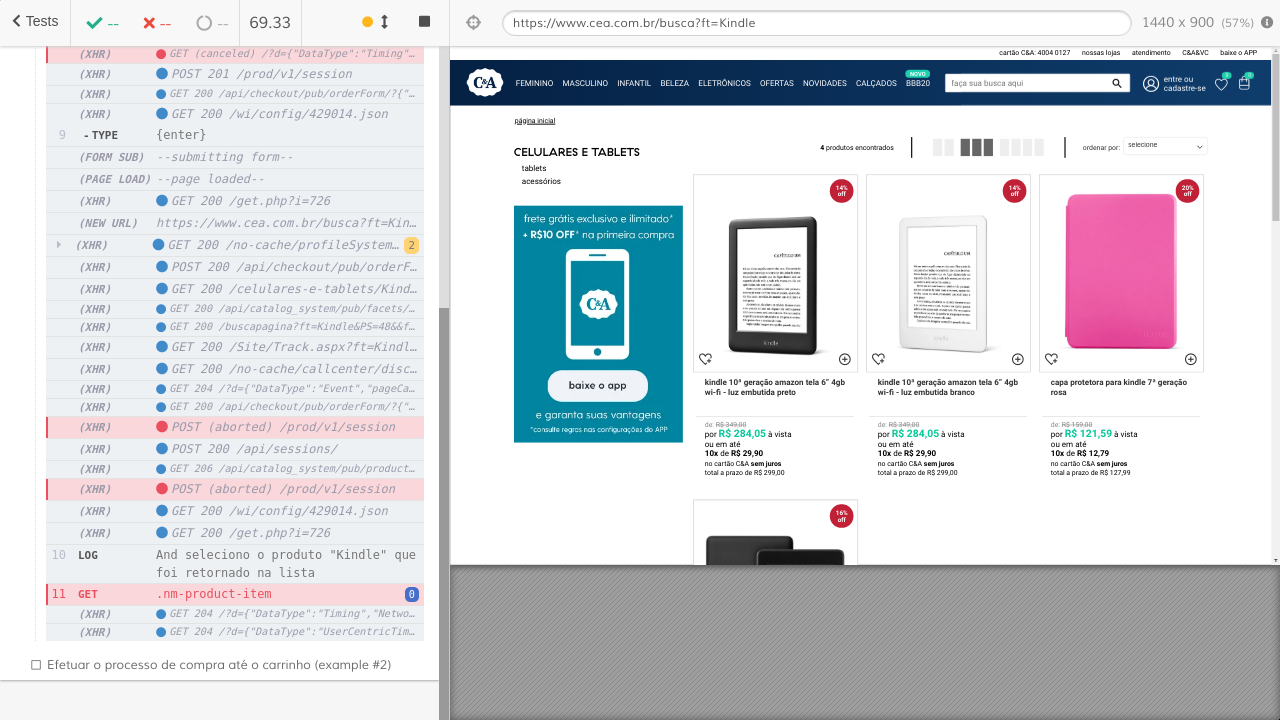 Tests
--
--
--
69.33
https://www.cea.com.br/busca?ft=Kindle
1440 x 900 (57%)
(XHR) GET (canceled) /?d={"DataType":"Timing"…
(XHR) POST 201 /prod/v1/session
(XHR) GET 200 /api/checkout/pub/orderForm/?{"…
(XHR) GET 200 /wi/config/429014.json
9 -TYPE {enter}
(FORM SUB) --submitting form--
(PAGE LOAD) --page loaded--
(XHR) GET 200 /get.php?i=726
(NEW URL) https://www.cea.com.br/busca?ft=Kin…
(XHR) GET 200 /no-cache/profileSystem… 2
(XHR) POST 200 /api/checkout/pub/orderF…
(XHR) GET 200 /files/cea-res-test.json
(XHR) GET 200 /api/catalog_system/pub/facets/…
(XHR) GET 200 /buscapagina?ft=kindle&PS=48&&f…
(XHR) GET 200 /Site/Track.aspx?ft=Kindl…
(XHR) GET 200 /no-cache/callcenter/disc…
(XHR) GET 204 /?d={"DataType":"Event","pageCa…
(XHR) GET 200 /api/checkout/pub/orderForm/?{"…
(XHR) POST (aborted) /prod/v1/session
(XHR) POST 200 /api/sessions/
(XHR) GET 200 /api/catalog_system/pub/product…
(XHR) POST (aborted) /prod/v1/session
(XHR) GET 200 /wi/config/429014.json
(XHR) GET 200 /get.php?i=726
10 LOG And seleciono o produto "Kindle" que
foi retornado na lista
11 GET .nm-product-item 0
(XHR) GET 204 /?d={"DataType":"Timing","Netwo…
(XHR) GET 204 /?d={"DataType":"UserCentricTim…
Efetuar o processo de compra até o carrinho (example #2)
cartão C&A: 4004 0127 nossas lojas atendimento C&A&VC baixe o APP
C&A
FEMININO MASCULINO INFANTIL BELEZA ELETRÔNICOS OFERTAS NOVIDADES CALÇADOS BBB20
NOVO
faça sua busca aqui
entre ou
cadastre-se
0
0
página inicial
CELULARES E TABLETS
tablets
acessórios
4 produtos encontrados
ordenar por: selecione
frete grátis exclusivo e ilimitado*
+ R$10 OFF* na primeira compra
C&A
baixe o app
e garanta suas vantagens
*consulte regras nas configurações do APP
14%
off
kindle
kindle 10ª geração amazon tela 6” 4gb
wi-fi - luz embutida preto
de: R$ 349,00
por R$ 284,05 à vista
ou em até
10x de R$ 29,90
no cartão C&A sem juros
total a prazo de R$ 299,00
14%
off
kindle
kindle 10ª geração amazon tela 6” 4gb
wi-fi - luz embutida branco
de: R$ 349,00
por R$ 284,05 à vista
ou em até
10x de R$ 29,90
no cartão C&A sem juros
total a prazo de R$ 299,00
20%
off
capa protetora para kindle 7ª geração
rosa
de: R$ 159,00
por R$ 121,59 à vista
ou em até
10x de R$ 12,79
no cartão C&A sem juros
total a prazo de R$ 127,99
16%
off